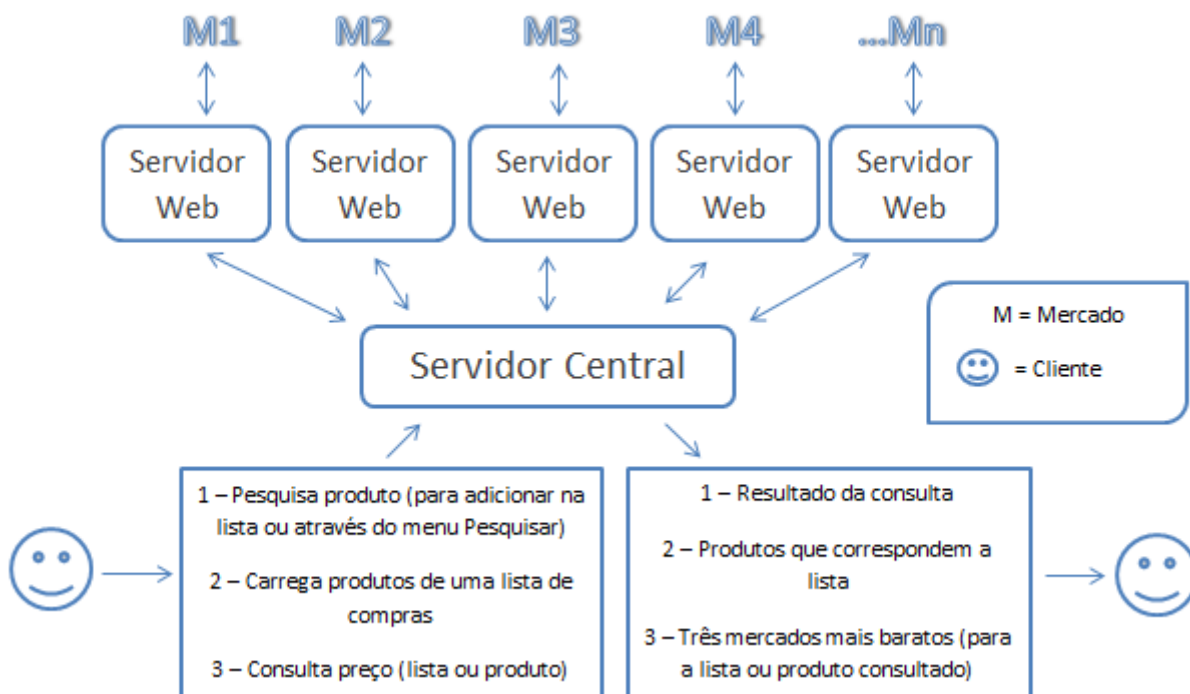 M1
M2
M3
M4
...Mn
Servidor
Web
Servidor
Web
Servidor
Web
Servidor
Web
Servidor
Web
Servidor Central
M = Mercado
= Cliente
1 – Pesquisa produto (para adicionar na
lista ou através do menu Pesquisar)
2 – Carrega produtos de uma lista de
compras
3 – Consulta preço (lista ou produto)
1 – Resultado da consulta
2 – Produtos que correspondem a
lista
3 – Três mercados mais baratos (para
a lista ou produto consultado)